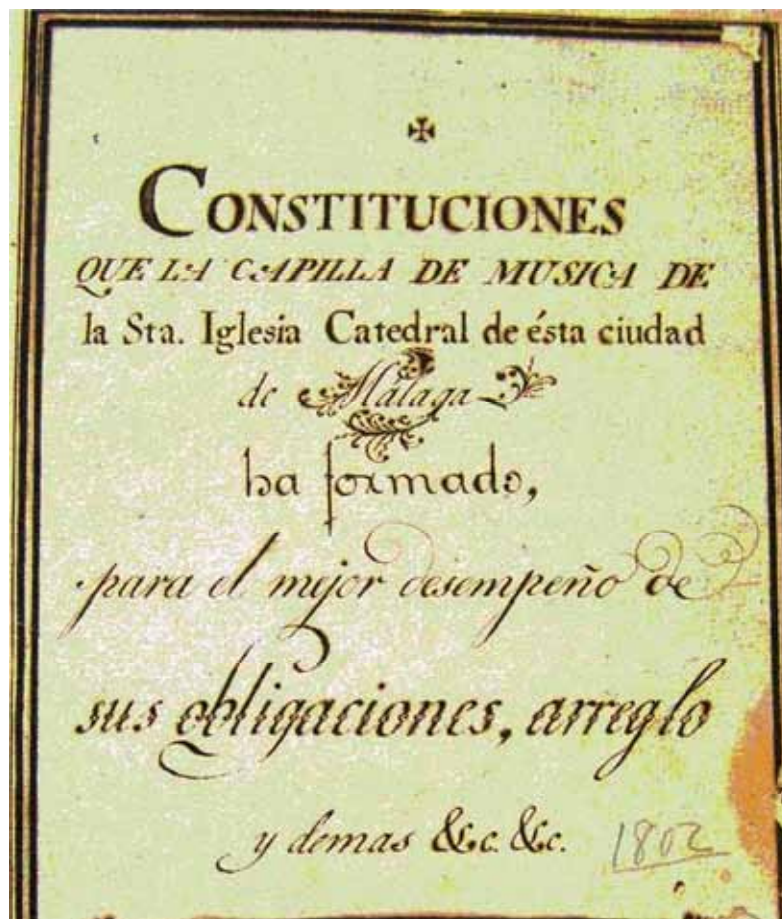 CONSTITUCIONES
QUE LA CAPILLA DE MUSICA DE
la Sta. Iglesia Catedral de ésta ciudad
de Málaga
ha formado,
para el mejor desempeño de
sus obligaciones, arreglo
y demas &c. &c.
1802